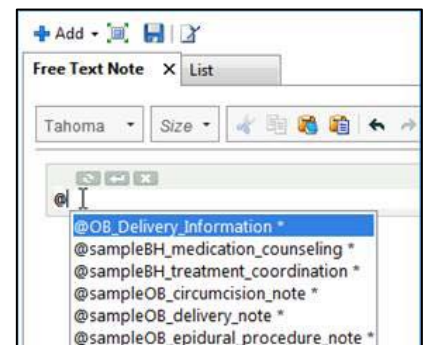 Add
Free Text Note X List
Tahoma Size
@
@OB_Delivery_Information *
@sampleBH_medication_counseling *
@sampleBH_treatment_coordination *
@sampleOB_circumcision_note *
@sampleOB_delivery_note *
@sampleOB_epidural_procedure_note *